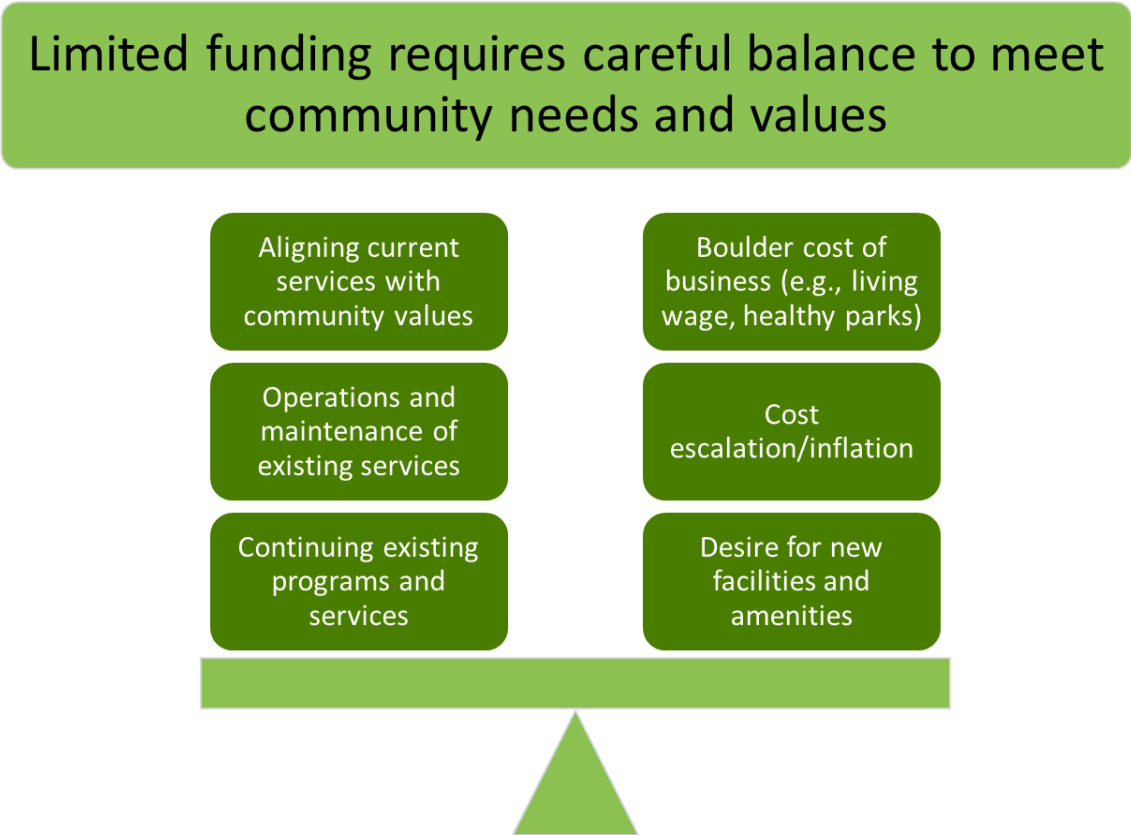 Limited funding requires careful balance to meet
community needs and values
Aligning current
services with
community values
Operations and
maintenance of
existing services
Continuing existing
programs and
services
Boulder cost of
business (e.g., living
wage, healthy parks)
Cost
escalation/inflation
Desire for new
facilities and
amenities